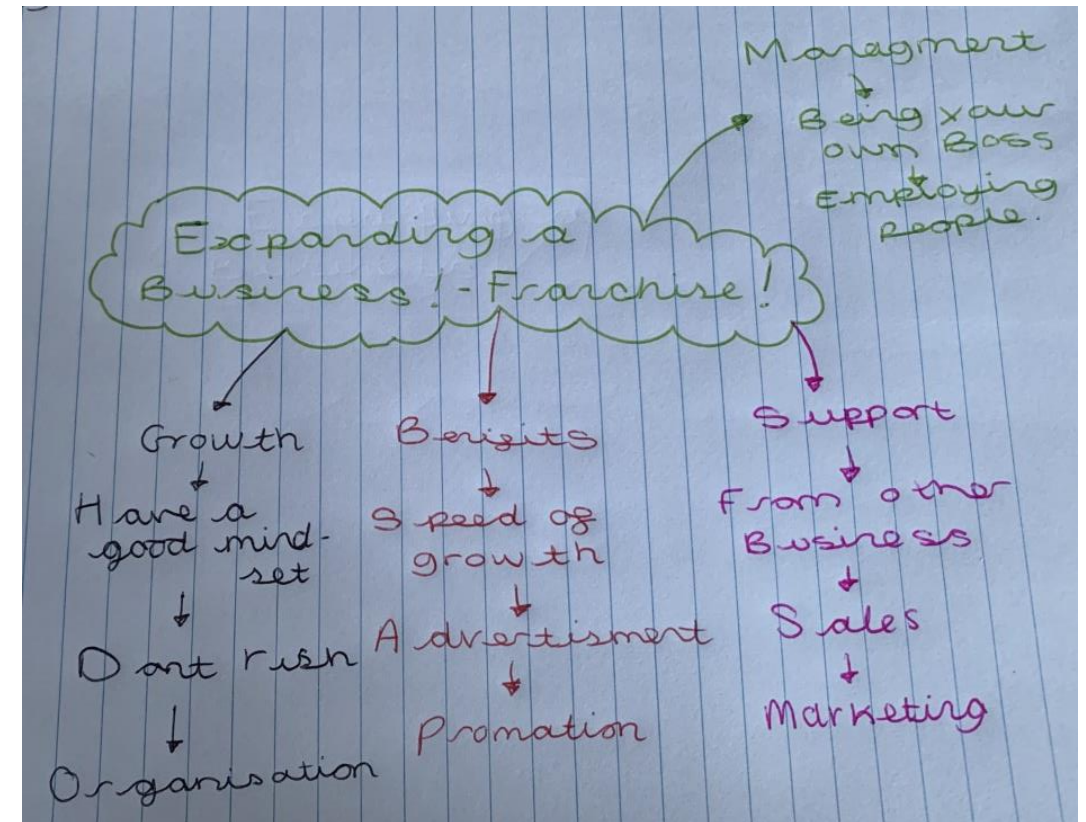 Managment
Being your
own Boss
Employing
people.
Expanding a
Business! - Franchise!
Growth
Have a
good mind-
set
Dont rush
Organisation
Benifits
Speed of
growth
Advertisment
Promotion
Support
From other
Business
Sales
Marketing